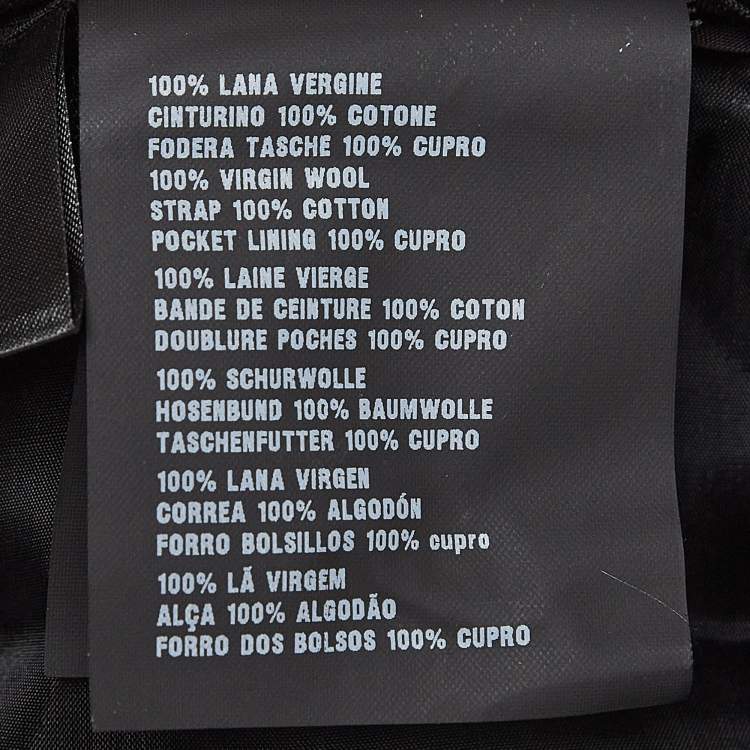 100% LANA VERGINE
CINTURINO 100% COTONE
FODERA TASCHE 100% CUPRO
100% VIRGIN WOOL
STRAP 100% COTTON
POCKET LINING 100% CUPRO
100% LAINE VIERGE
BANDE DE CEINTURE 100% COTON
DOUBLURE POCHES 100% CUPRO
100% SCHURWOLLE
HOSENBUND 100% BAUMWOLLE
TASCHENFUTTER 100% CUPRO
100% LANA VIRGEN
CORREA 100% ALGODÓN
FORRO BOLSILLOS 100% cupro
100% LÃ VIRGEM
ALÇA 100% ALGODÃO
FORRO DOS BOLSOS 100% CUPRO